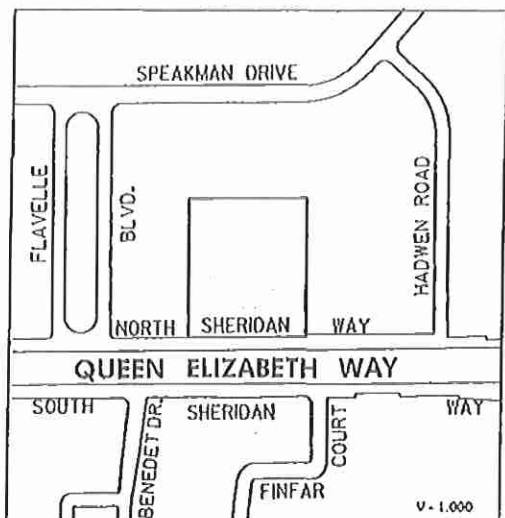 SPEAKMAN DRIVE
FLAVELLE
BLVD.
HADWEN ROAD
NORTH SHERIDAN WAY
QUEEN ELIZABETH WAY
SOUTH SHERIDAN WAY
BENEDET DR.
COURT
FINFAR
V-1.000